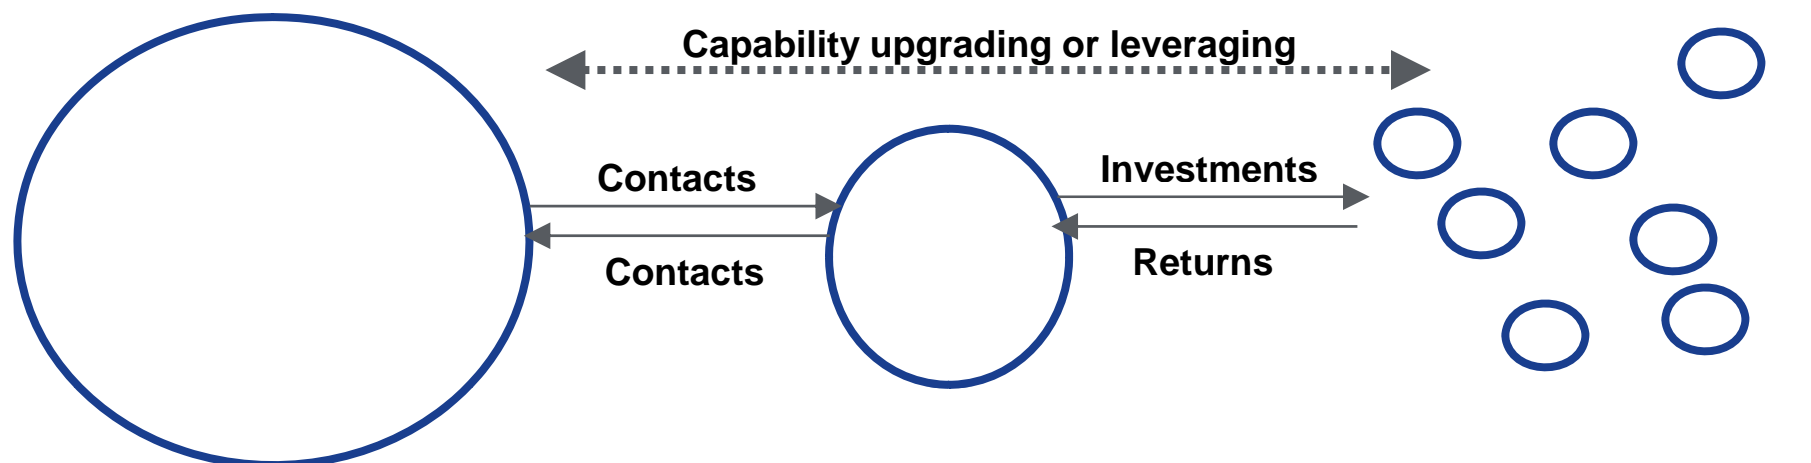 Capability upgrading or leveraging
Contacts
Investments
Contacts
Returns